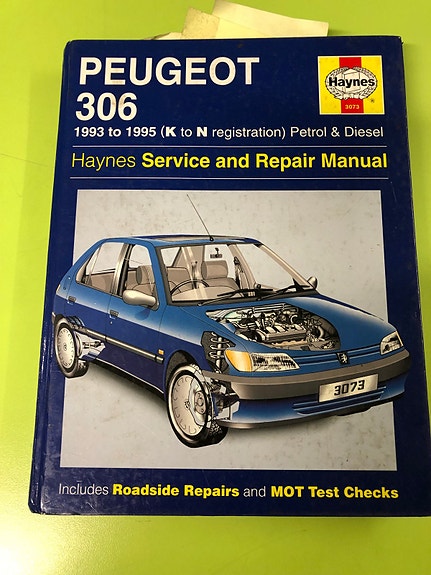 PEUGEOT
306
1993 to 1995 (K to N registration) Petrol & Diesel
Haynes Service and Repair Manual
Haynes
3073
3073
Includes Roadside Repairs and MOT Test Checks